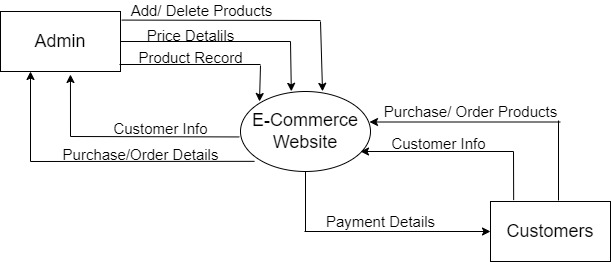 Add/ Delete Products
Admin
Price Detalils
Product Record
E-Commerce
Website
Purchase/ Order Products
Customer Info
Customer Info
Purchase/Order Details
Payment Details
Customers